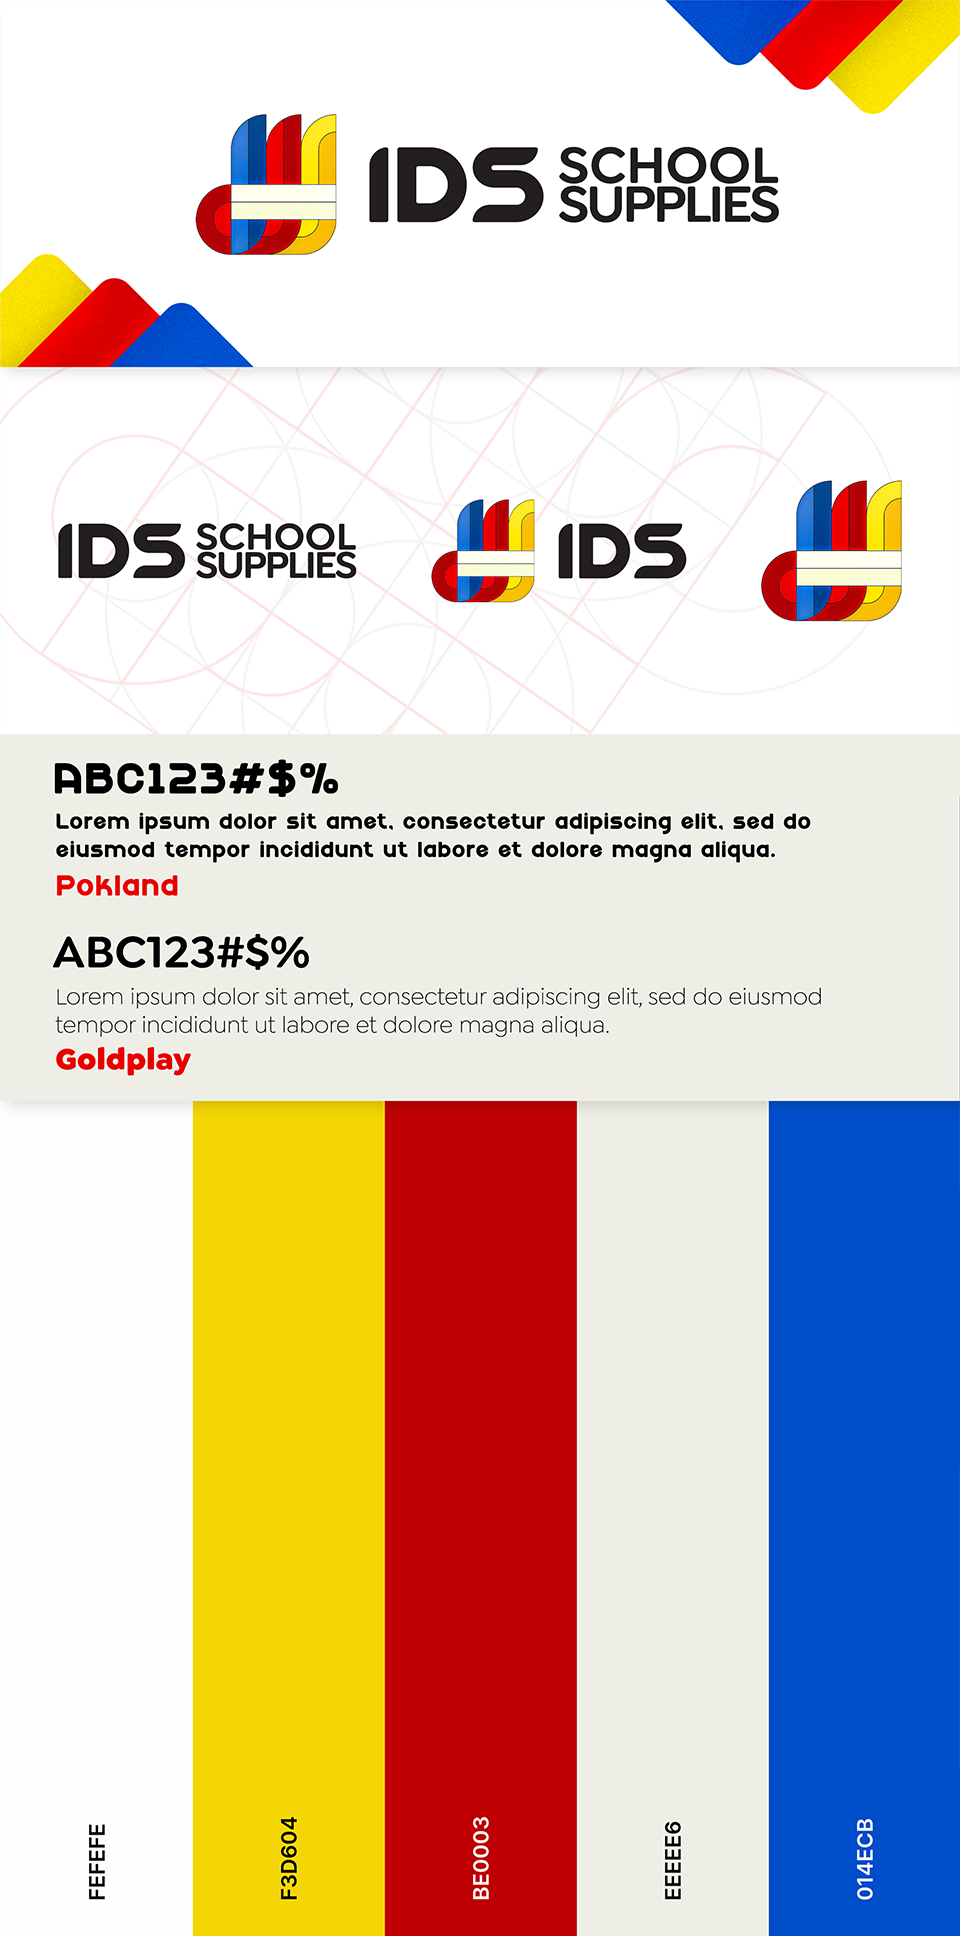 IDS SCHOOL
SUPPLIES
IDS SCHOOL
SUPPLIES
IDS
ABC123#$%
Lorem ipsum dolor sit amet, consectetur adipiscing elit, sed do
eiusmod tempor incididunt ut labore et dolore magna aliqua.
Pokland
ABC123#$%
Lorem ipsum dolor sit amet, consectetur adipiscing elit, sed do eiusmod
tempor incididunt ut labore et dolore magna aliqua.
Goldplay
FEFEFE
F3D604
BE0003
EEEEE6
014ECB